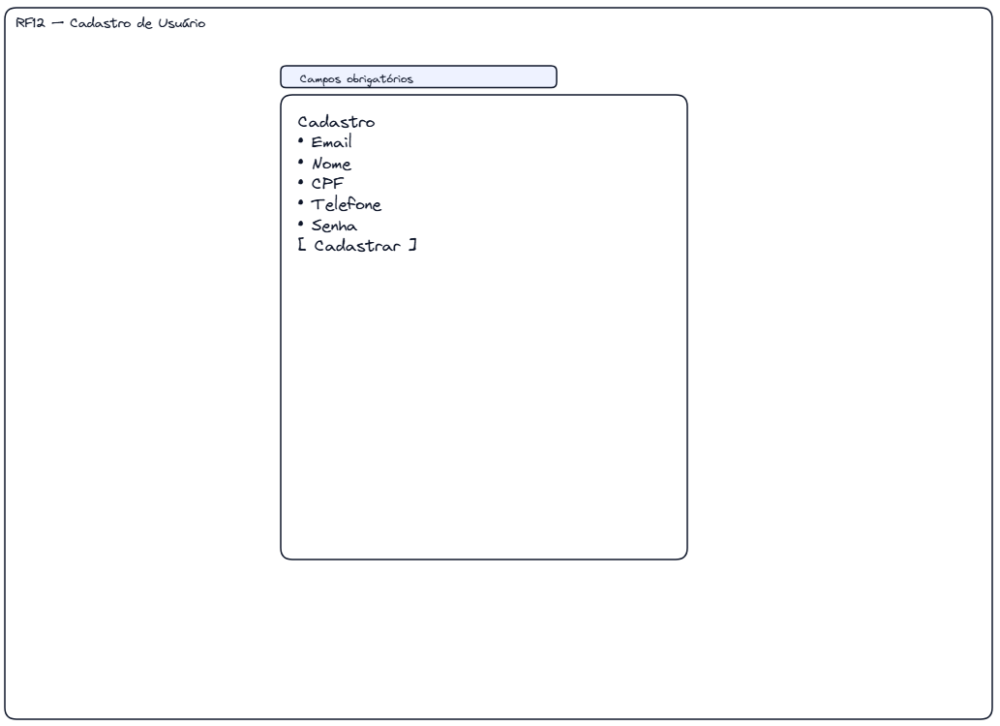 RF12 — Cadastro de Usuário
Campos obrigatórios
Cadastro
• Email
• Nome
• CPF
• Telefone
• Senha
[ Cadastrar ]